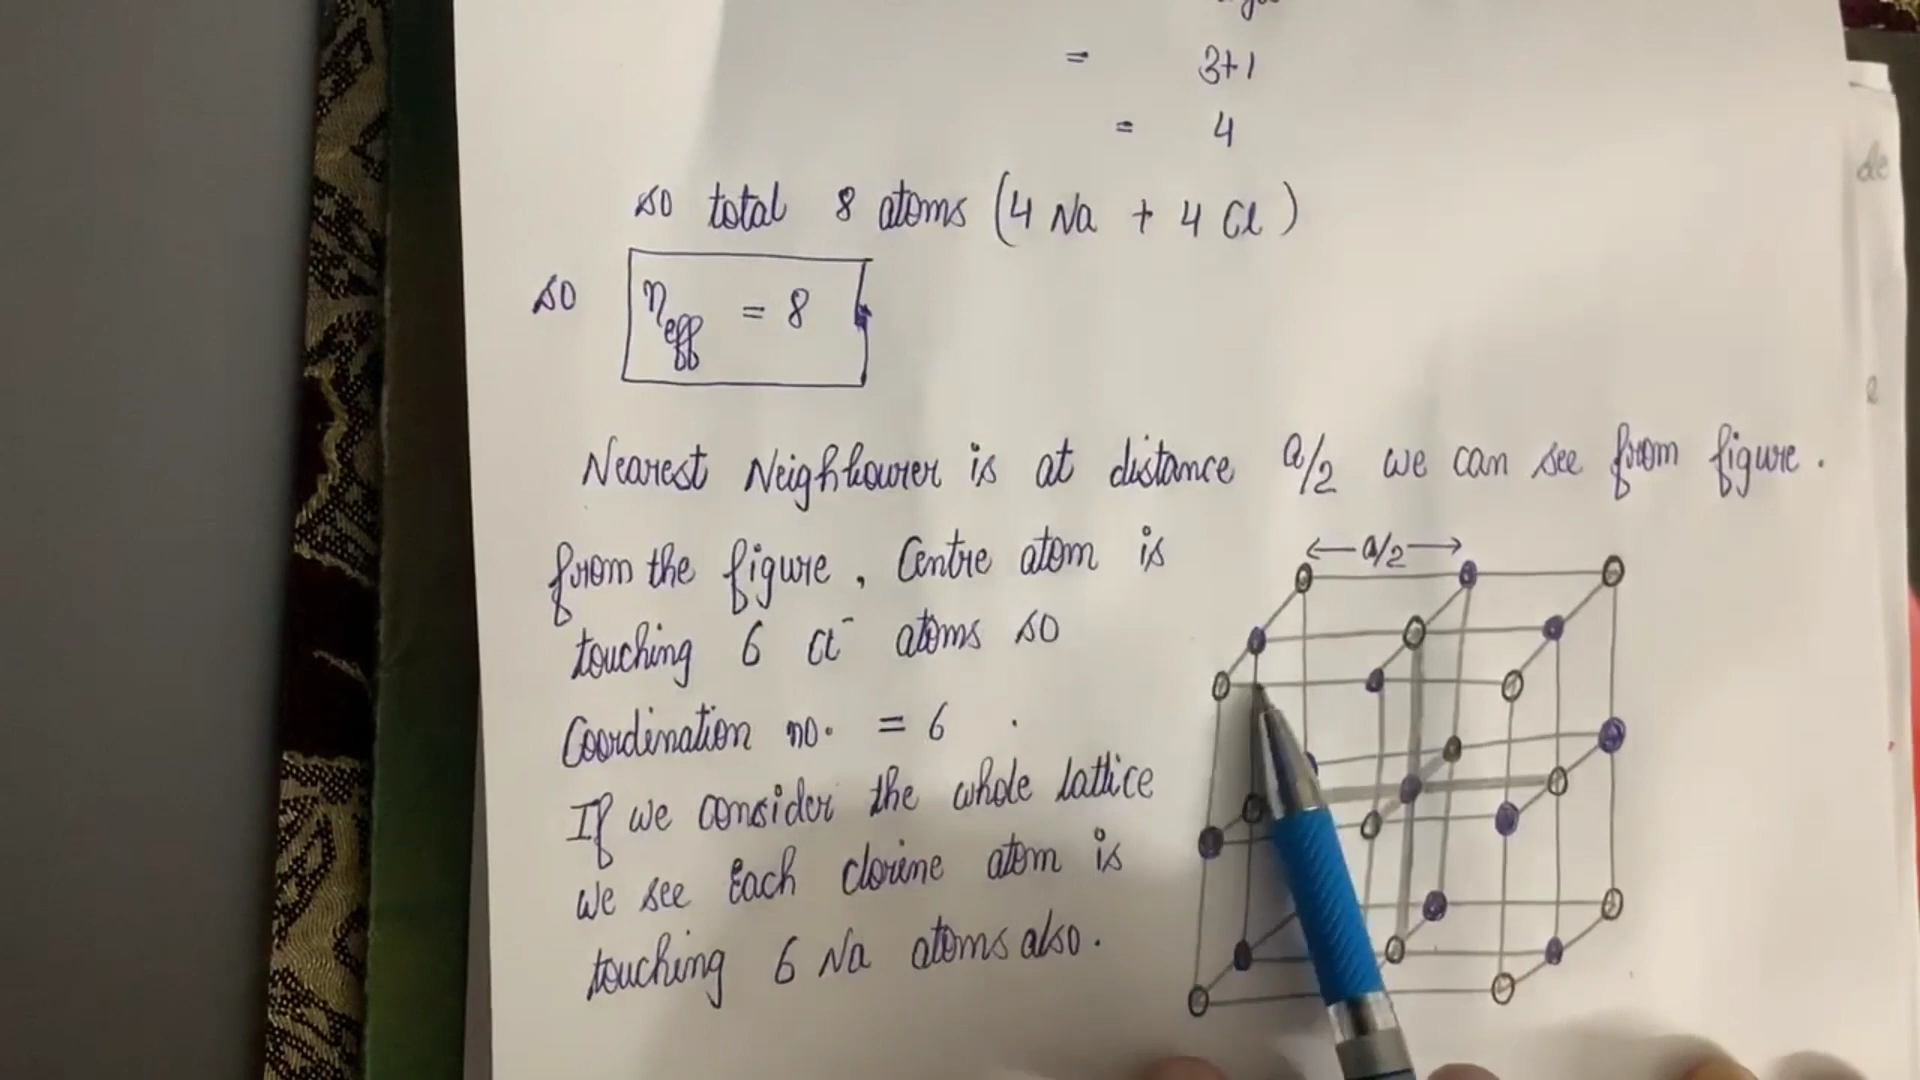 = 3+1
= 4
so total 8 atoms (4 Na + 4 Cl)
so η_eff = 8
Nearest Neighbourer is at distance a/2 we can see from figure.
from the figure, Centre atom is
touching 6 Cl⁻ atoms so
Coordination no. = 6 .
If we consider the whole lattice
we see Each clorine atom is
touching 6 Na atoms also.
←a/2→